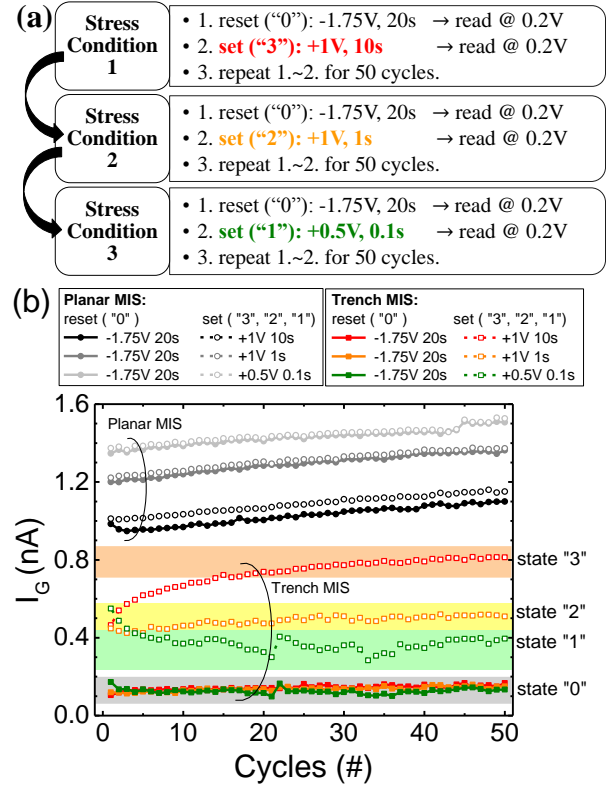 (a)
Stress Condition 1
• 1. reset (“0”): -1.75V, 20s → read @ 0.2V
• 2. set (“3”): +1V, 10s → read @ 0.2V
• 3. repeat 1.~2. for 50 cycles.
Stress Condition 2
• 1. reset (“0”): -1.75V, 20s → read @ 0.2V
• 2. set (“2”): +1V, 1s → read @ 0.2V
• 3. repeat 1.~2. for 50 cycles.
Stress Condition 3
• 1. reset (“0”): -1.75V, 20s → read @ 0.2V
• 2. set (“1”): +0.5V, 0.1s → read @ 0.2V
• 3. repeat 1.~2. for 50 cycles.
(b)
Planar MIS:
reset ( "0" ) set ( "3", "2", "1")
-1.75V 20s +1V 10s
-1.75V 20s +1V 1s
-1.75V 20s +0.5V 0.1s
Trench MIS:
reset ( "0" ) set ( "3", "2", "1")
-1.75V 20s +1V 10s
-1.75V 20s +1V 1s
-1.75V 20s +0.5V 0.1s
1.6
Planar MIS
1.2
I_G (nA)
0.8
state "3"
Trench MIS
state "2"
0.4
state "1"
state "0"
0.0
0 10 20 30 40 50
Cycles (#)